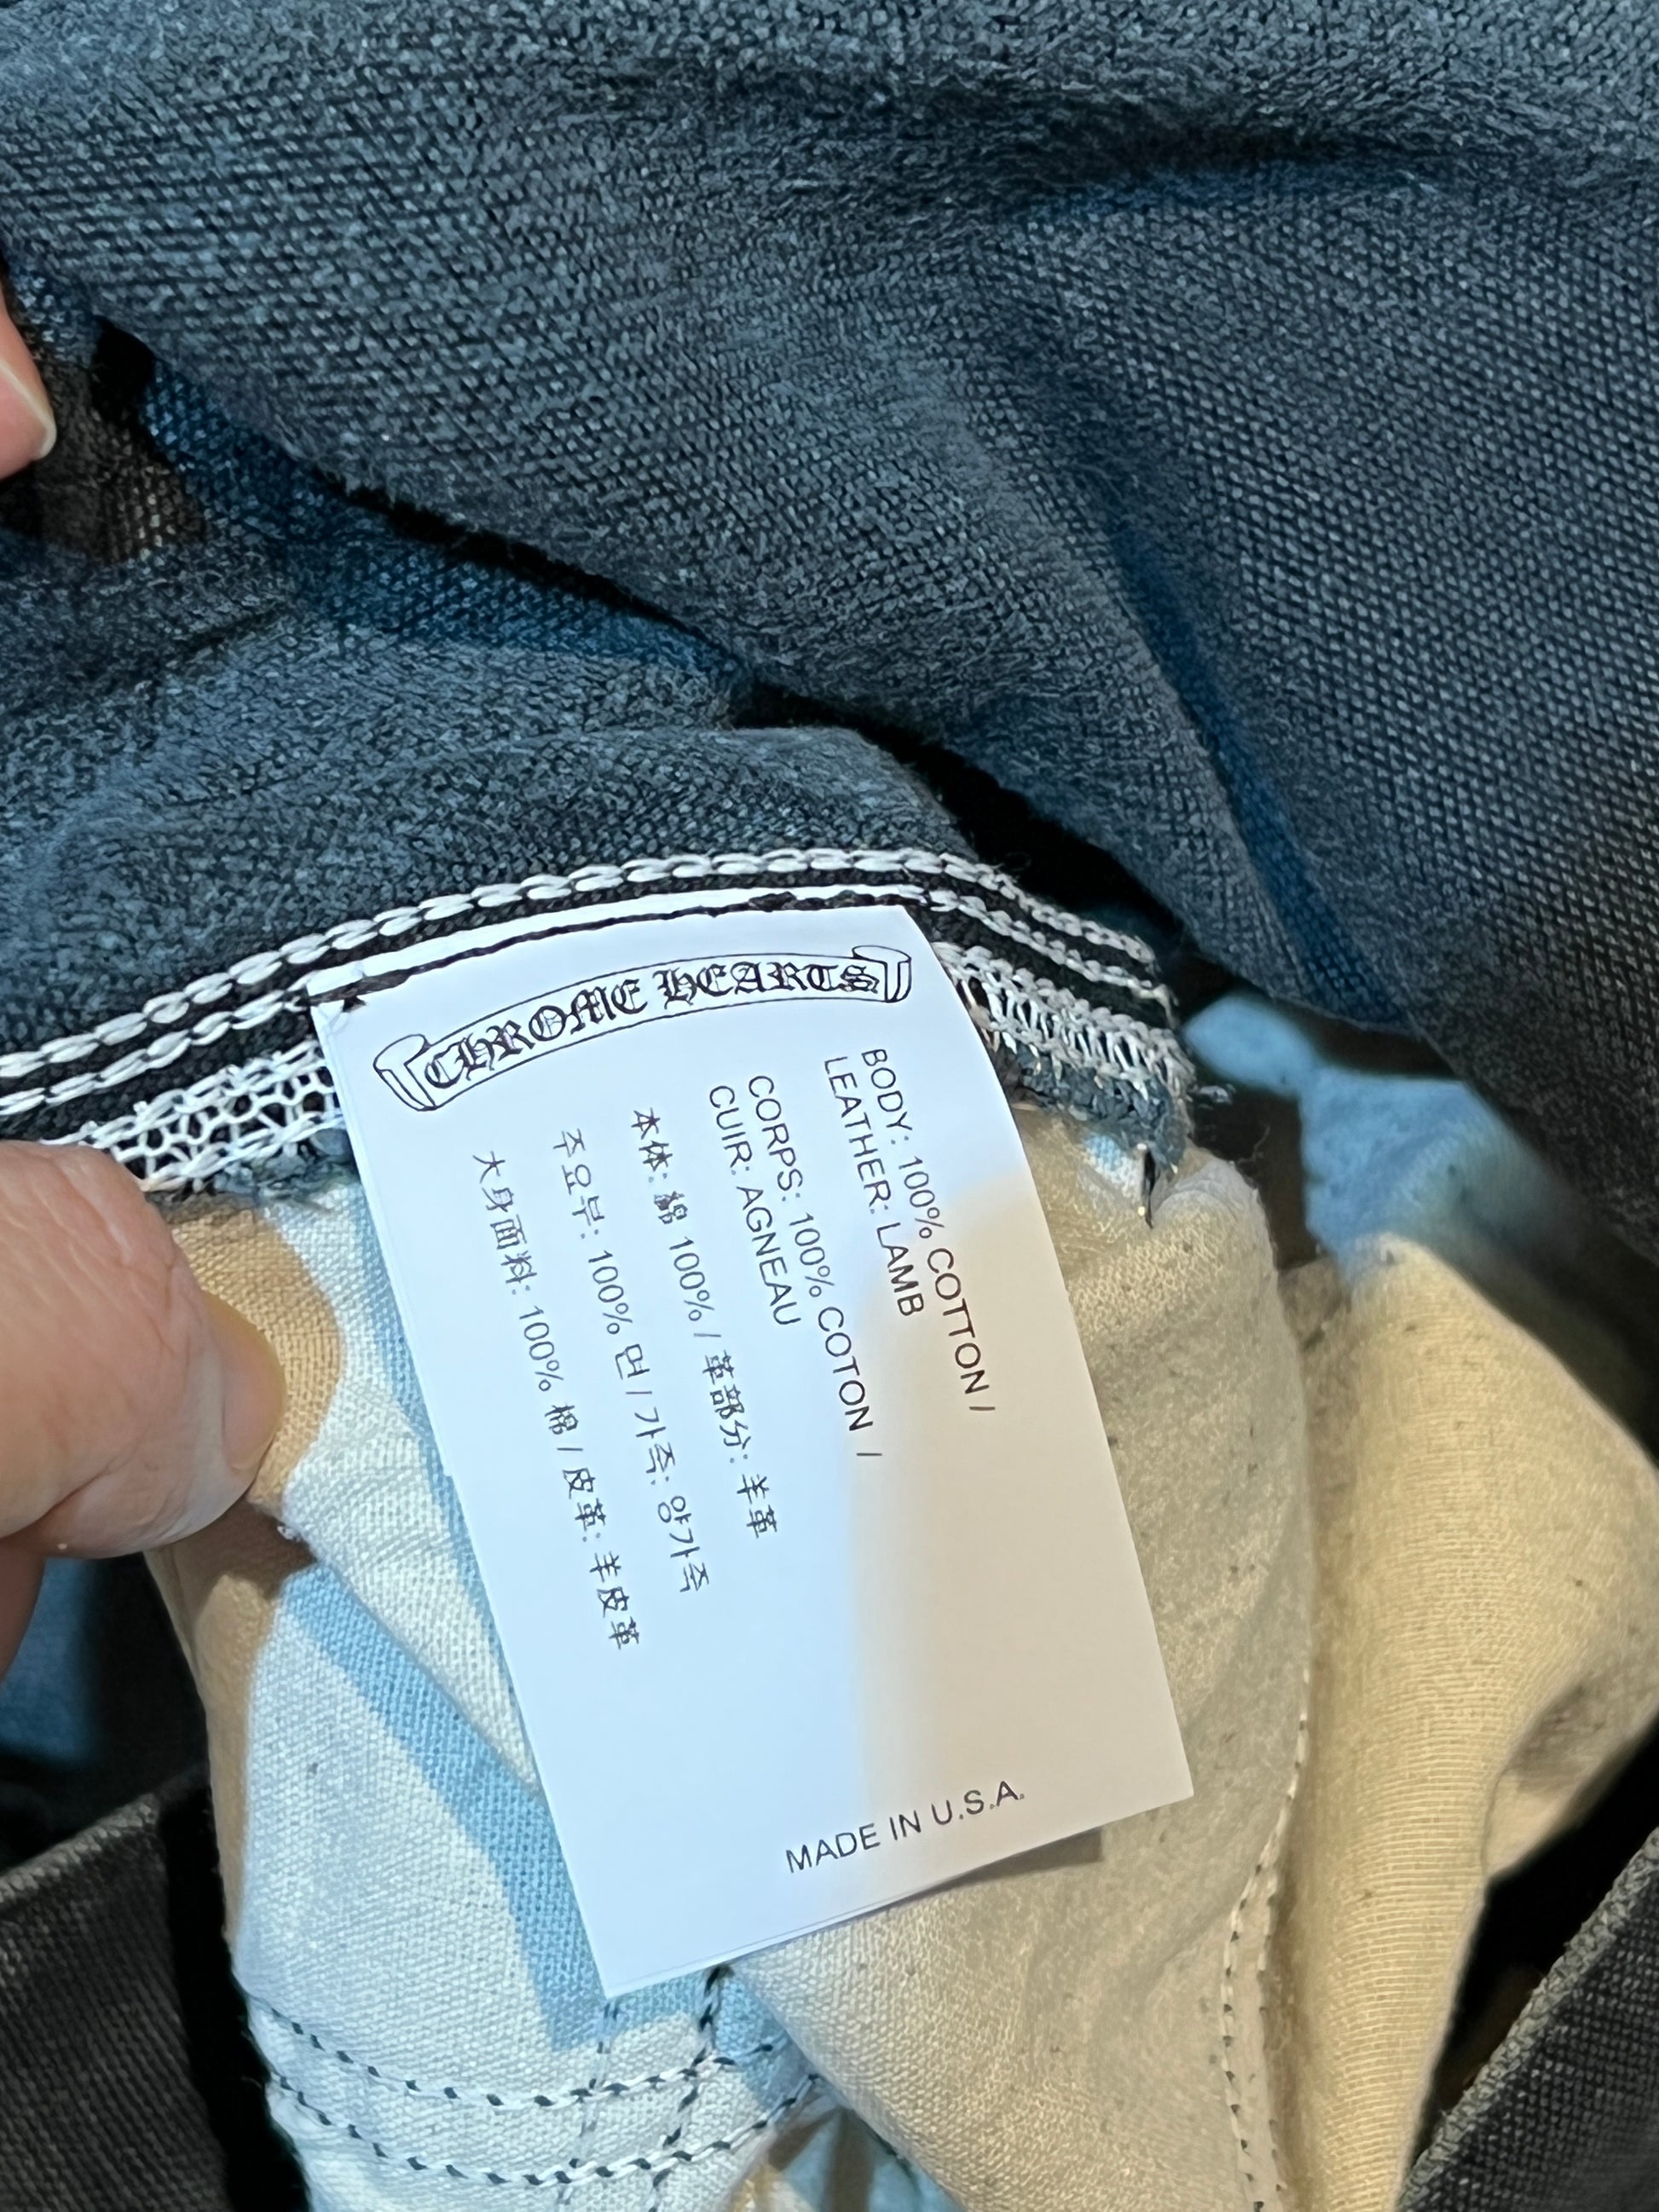 CHROME HEARTS
BODY: 100% COTTON /
LEATHER: LAMB
CORPS: 100% COTON /
CUIR: AGNEAU
本体: 綿 100% / 革部分: 羊革
주요부: 100% 면 / 가죽: 양가죽
大身面料: 100% 棉 / 皮革: 羊皮革
MADE IN U.S.A.